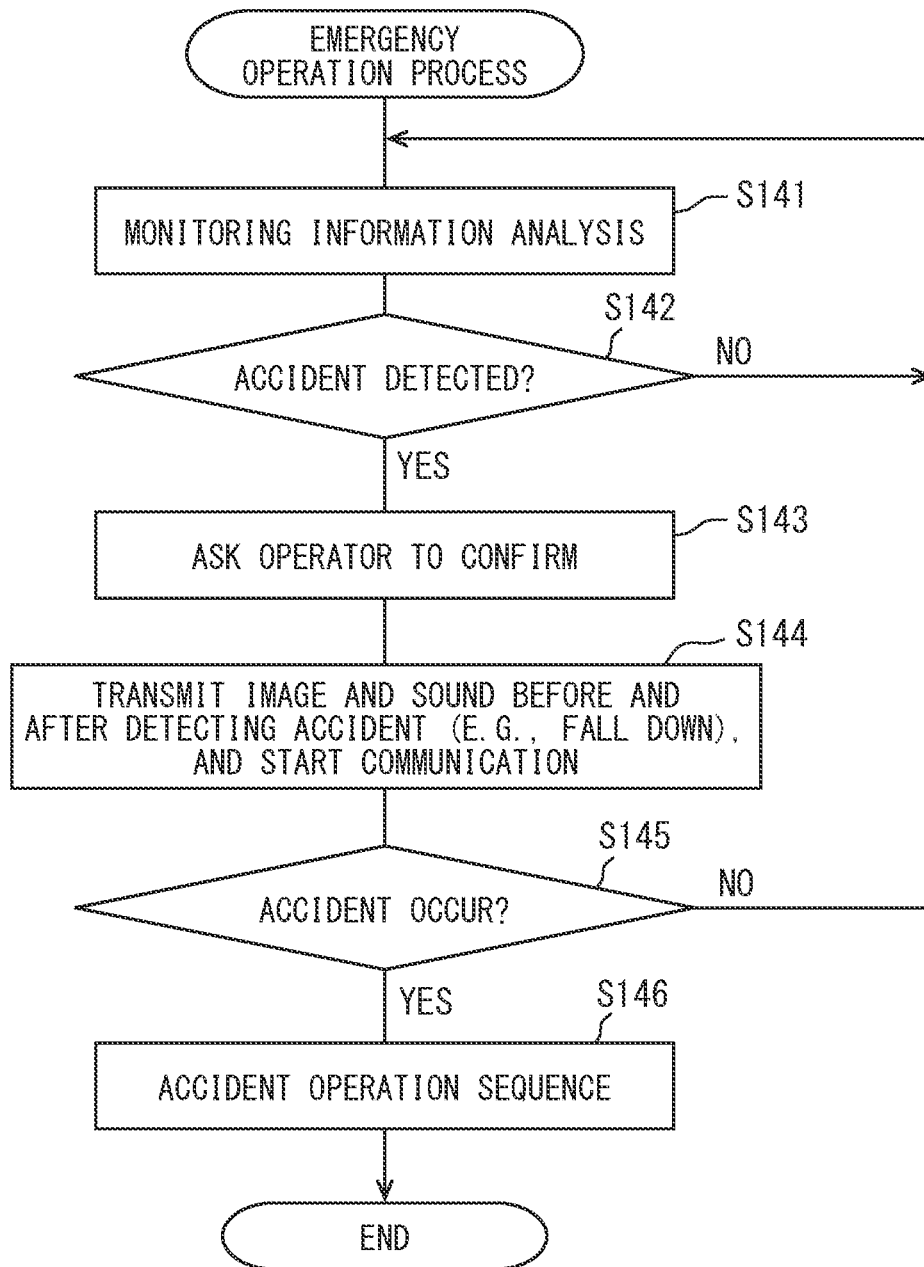 EMERGENCY
OPERATION PROCESS
S141
MONITORING INFORMATION ANALYSIS
S142
ACCIDENT DETECTED?
NO
YES
S143
ASK OPERATOR TO CONFIRM
S144
TRANSMIT IMAGE AND SOUND BEFORE AND
AFTER DETECTING ACCIDENT (E.G., FALL DOWN),
AND START COMMUNICATION
S145
ACCIDENT OCCUR?
NO
YES
S146
ACCIDENT OPERATION SEQUENCE
END